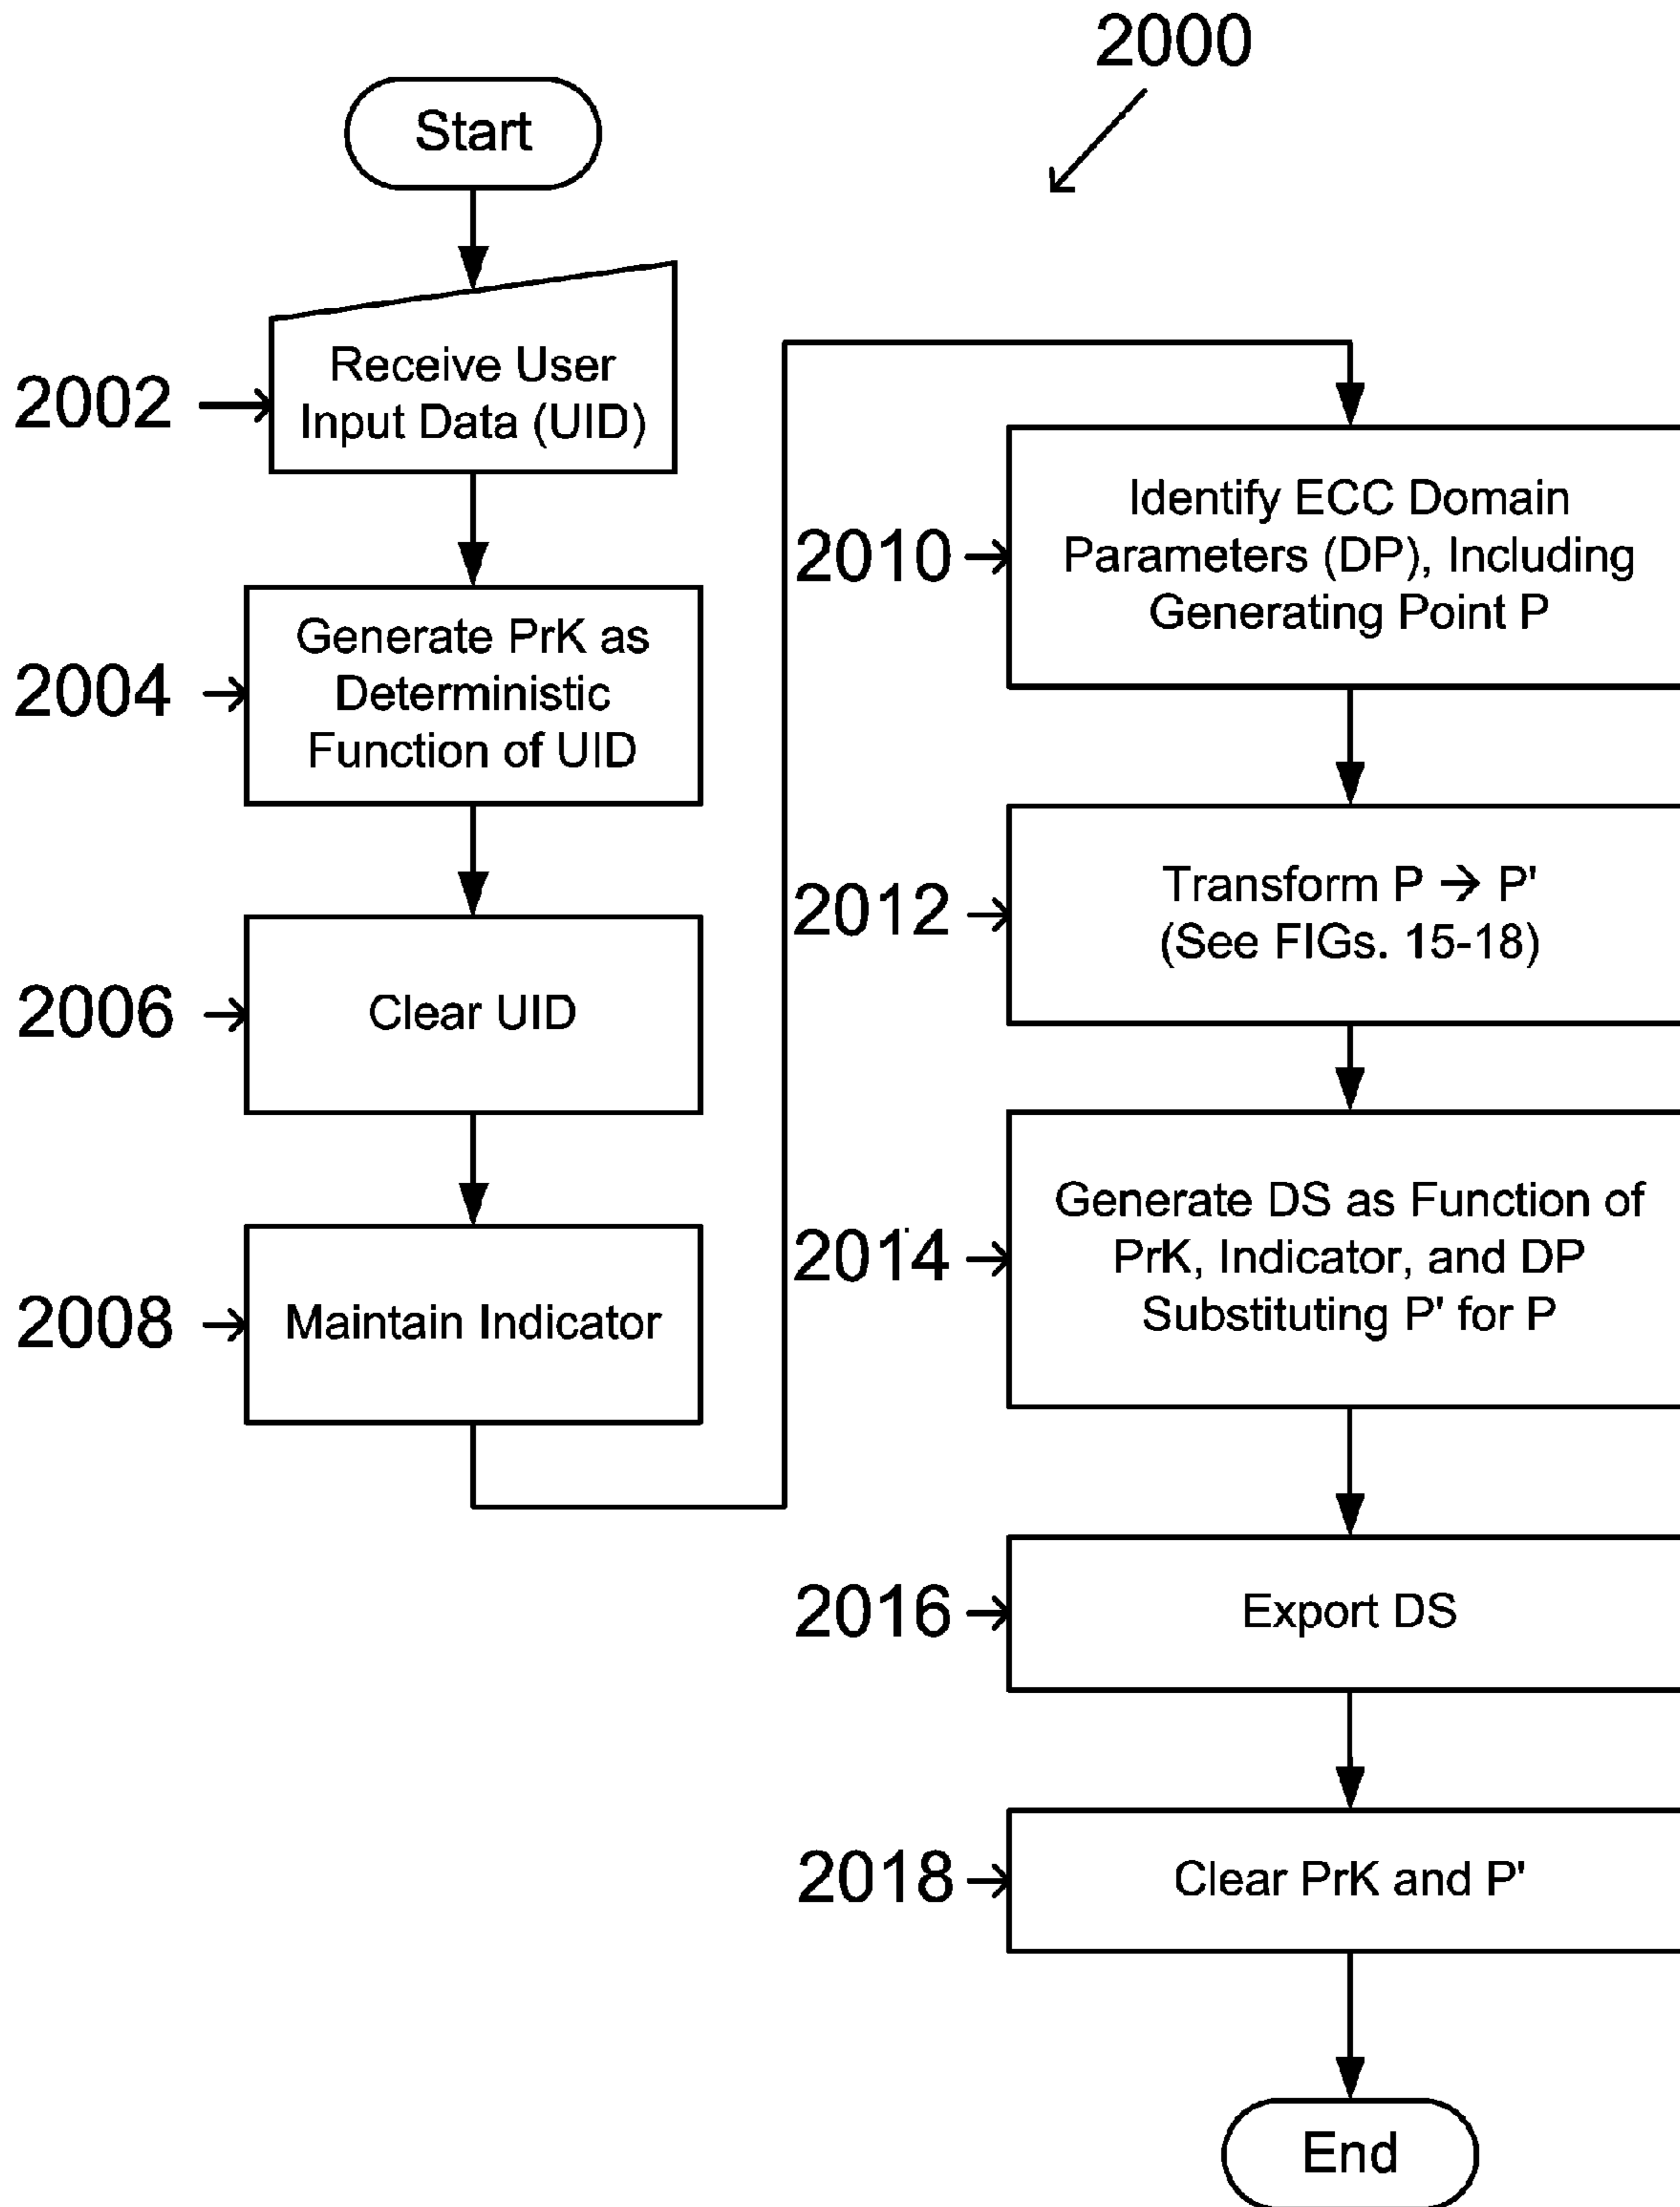 2000
Start
2002
Receive User
Input Data (UID)
2004
Generate PrK as
Deterministic
Function of UID
2006
Clear UID
2008
Maintain Indicator
2010
Identify ECC Domain
Parameters (DP), Including
Generating Point P
2012
Transform P → P'
(See FIGs. 15-18)
2014
Generate DS as Function of
PrK, Indicator, and DP
Substituting P' for P
2016
Export DS
2018
Clear PrK and P'
End